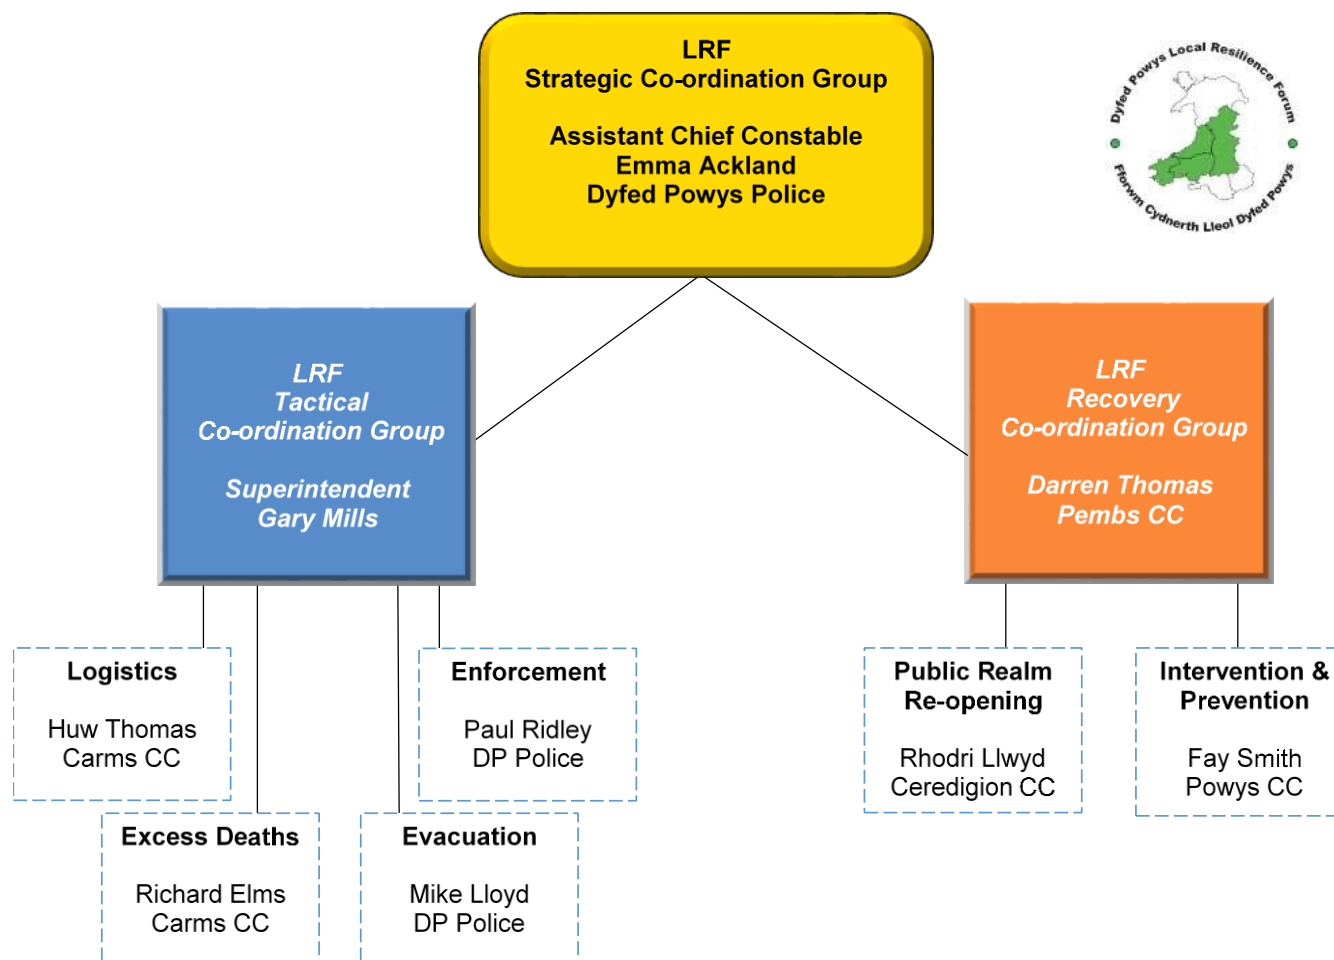 LRF
Strategic Co-ordination Group
Assistant Chief Constable
Emma Ackland
Dyfed Powys Police
Dyfed Powys Local Resilience Forum
Fforwm Cydnerth Lleol Dyfed Powys
LRF
Tactical
Co-ordination Group
Superintendent
Gary Mills
LRF
Recovery
Co-ordination Group
Darren Thomas
Pembs CC
Logistics
Huw Thomas
Carms CC
Excess Deaths
Richard Elms
Carms CC
Evacuation
Mike Lloyd
DP Police
Enforcement
Paul Ridley
DP Police
Public Realm
Re-opening
Rhodri Llwyd
Ceredigion CC
Intervention &
Prevention
Fay Smith
Powys CC